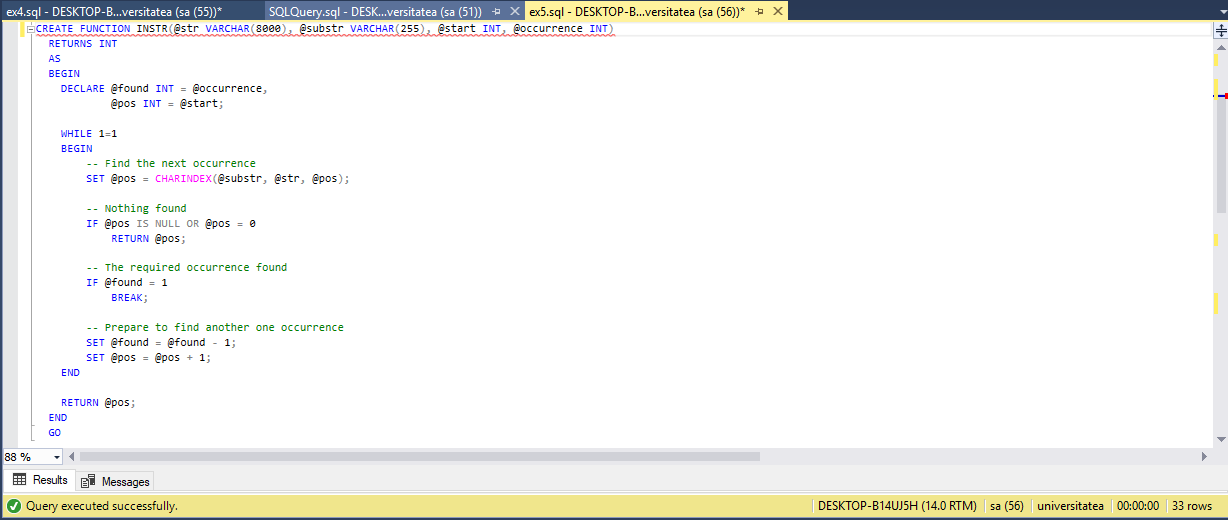 ex4.sql - DESKTOP-B...versitatea (sa (55))* SQLQuery.sql - DESK...versitatea (sa (51)) ex5.sql - DESKTOP-B...versitatea (sa (56))*
CREATE FUNCTION INSTR(@str VARCHAR(8000), @substr VARCHAR(255), @start INT, @occurrence INT)
RETURNS INT
AS
BEGIN
DECLARE @found INT = @occurrence,
@pos INT = @start;
WHILE 1=1
BEGIN
-- Find the next occurrence
SET @pos = CHARINDEX(@substr, @str, @pos);
-- Nothing found
IF @pos IS NULL OR @pos = 0
RETURN @pos;
-- The required occurrence found
IF @found = 1
BREAK;
-- Prepare to find another one occurrence
SET @found = @found - 1;
SET @pos = @pos + 1;
END
RETURN @pos;
END
GO
88 %
Results Messages
Query executed successfully. DESKTOP-B14UJ5H (14.0 RTM) sa (56) universitatea 00:00:00 33 rows